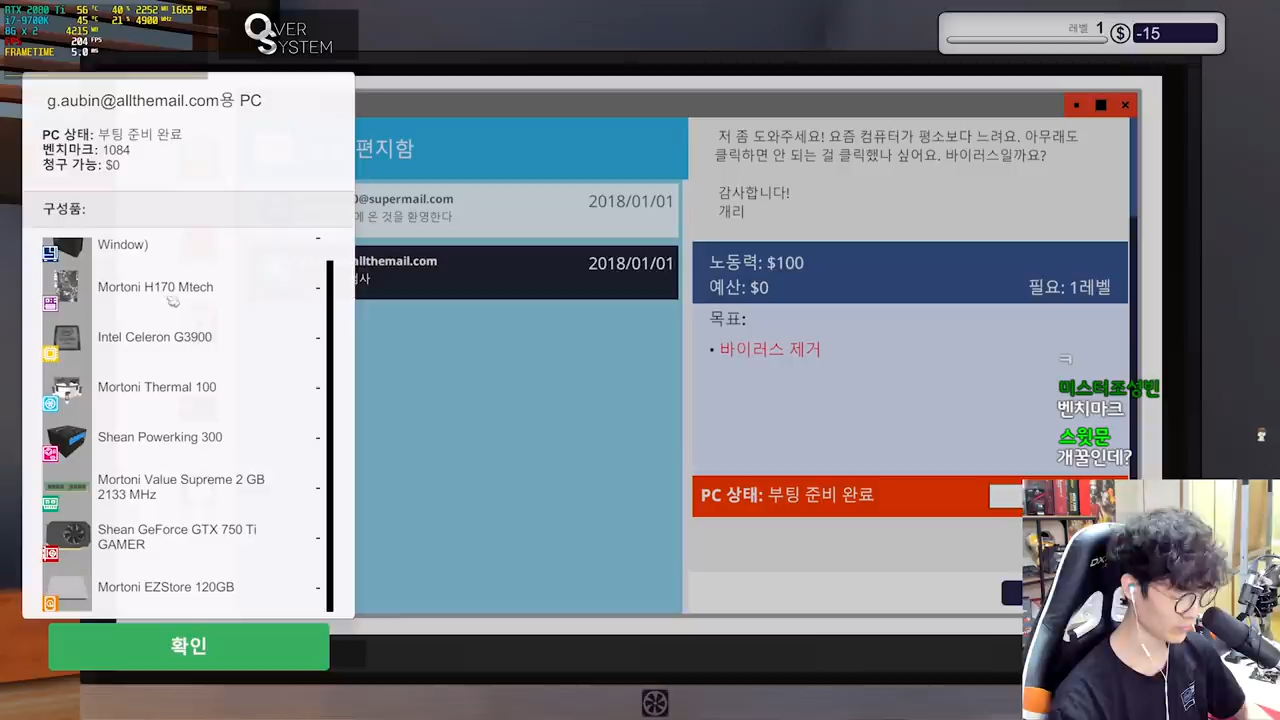 RTX 2080 Ti 56 °C 40 % 2252 MB 1665 MHz
i7-9700K 45 °C 21 % 4900 MHz
8G x 2 4215 MB
204 FPS
FRAMETIME 5.0 ms
OVER SYSTEM
레벨 1 $ -15
g.aubin@allthemail.com용 PC
PC 상태: 부팅 준비 완료
벤치마크: 1084
청구 가능: $0
구성품:
Window) -
Mortoni H170 Mtech -
Intel Celeron G3900 -
Mortoni Thermal 100 -
Shean Powerking 300 -
Mortoni Value Supreme 2 GB
2133 MHz -
Shean GeForce GTX 750 Ti
GAMER -
Mortoni EZStore 120GB -
확인
편지함
@supermail.com 2018/01/01
에 온 것을 환영한다
allthemail.com 2018/01/01
저 좀 도와주세요! 요즘 컴퓨터가 평소보다 느려요. 아무래도
클릭하면 안 되는 걸 클릭했나 싶어요. 바이러스일까요?
감사합니다!
개리
노동력: $100
예산: $0 필요: 1레벨
목표:
• 바이러스 제거
PC 상태: 부팅 준비 완료
ㅋ
미스터조성빈
벤치마크
스윗문
개꿀인데?